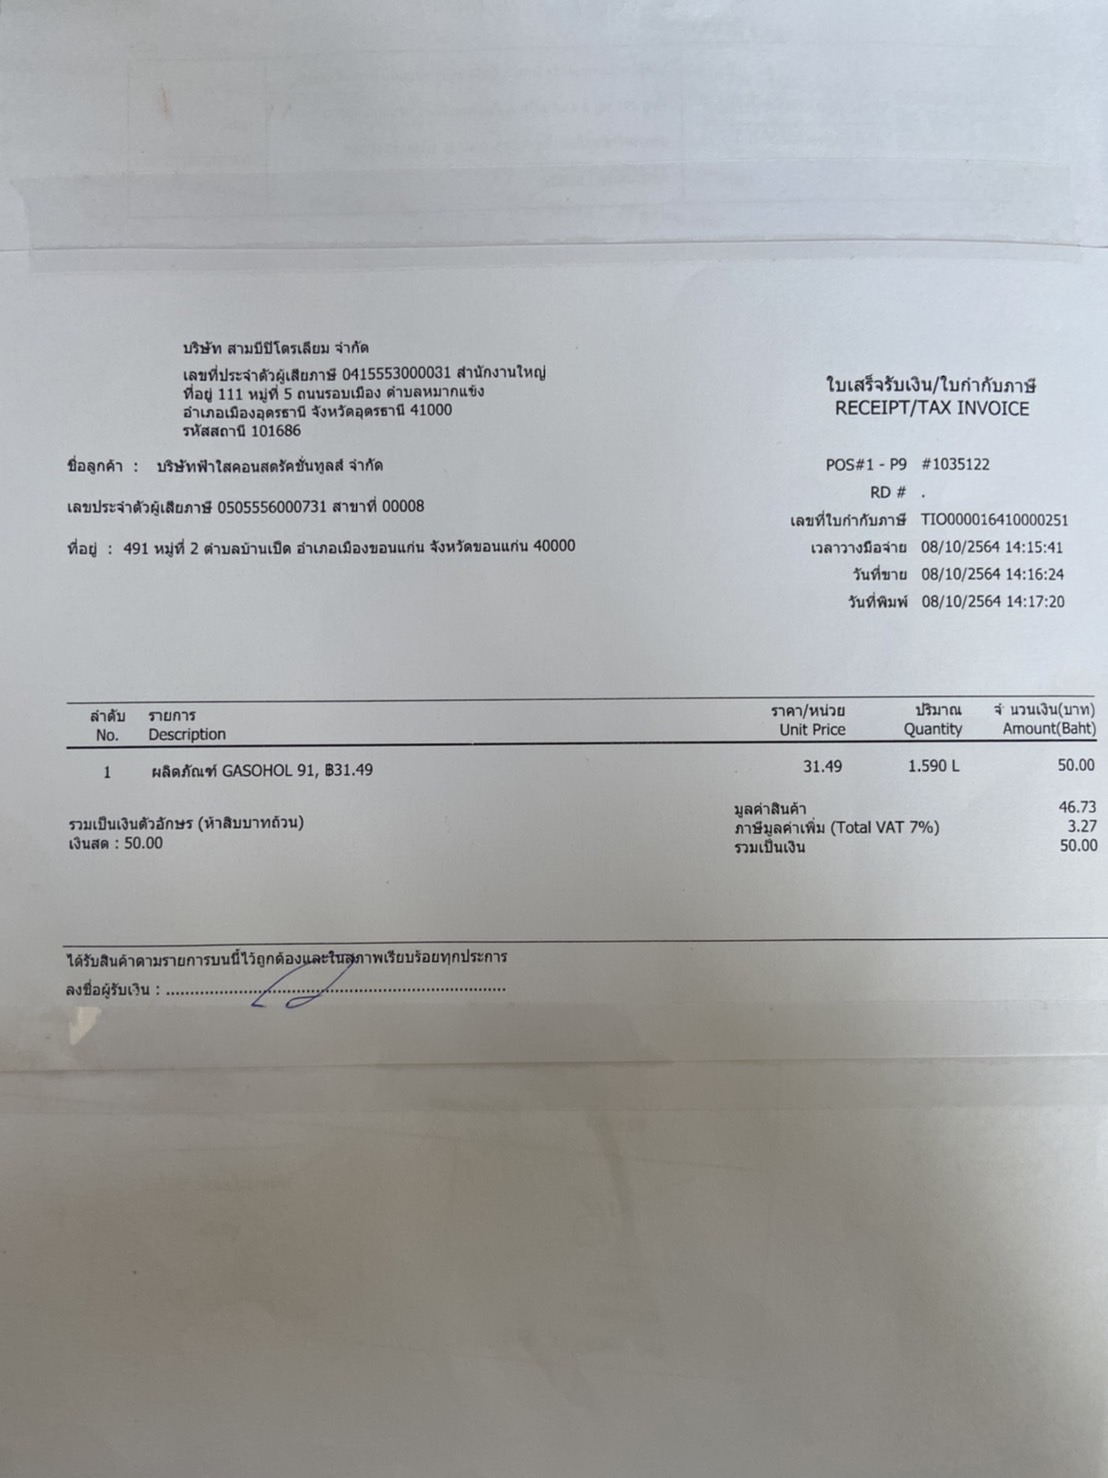 บริษัท สามบีปิโตรเลียม จำกัด
เลขที่ประจำตัวผู้เสียภาษี 0415553000031 สำนักงานใหญ่
ที่อยู่ 111 หมู่ที่ 5 ถนนรอบเมือง ตำบลหมากแข้ง
อำเภอเมืองอุดรธานี จังหวัดอุดรธานี 41000
รหัสสถานี 101686
ใบเสร็จรับเงิน/ใบกำกับภาษี
RECEIPT/TAX INVOICE
ชื่อลูกค้า : บริษัทฟ้าใสคอนสตรัคชั่นทูลส์ จำกัด
เลขประจำตัวผู้เสียภาษี 0505556000731 สาขาที่ 00008
ที่อยู่ : 491 หมู่ที่ 2 ตำบลบ้านเป็ด อำเภอเมืองขอนแก่น จังหวัดขอนแก่น 40000
POS#1 - P9 #1035122
RD # .
เลขที่ใบกำกับภาษี TIO000016410000251
เวลาวางมือจ่าย 08/10/2564 14:15:41
วันที่ขาย 08/10/2564 14:16:24
วันที่พิมพ์ 08/10/2564 14:17:20
ลำดับ รายการ ราคา/หน่วย ปริมาณ จำนวนเงิน(บาท)
No. Description Unit Price Quantity Amount(Baht)
1 ผลิตภัณฑ์ GASOHOL 91, ฿31.49 31.49 1.590 L 50.00
มูลค่าสินค้า 46.73
รวมเป็นเงินตัวอักษร (ห้าสิบบาทถ้วน) ภาษีมูลค่าเพิ่ม (Total VAT 7%) 3.27
เงินสด : 50.00 รวมเป็นเงิน 50.00
ได้รับสินค้าตามรายการบนนี้ไว้ถูกต้องและในสภาพเรียบร้อยทุกประการ
ลงชื่อผู้รับเงิน : ........................................................................